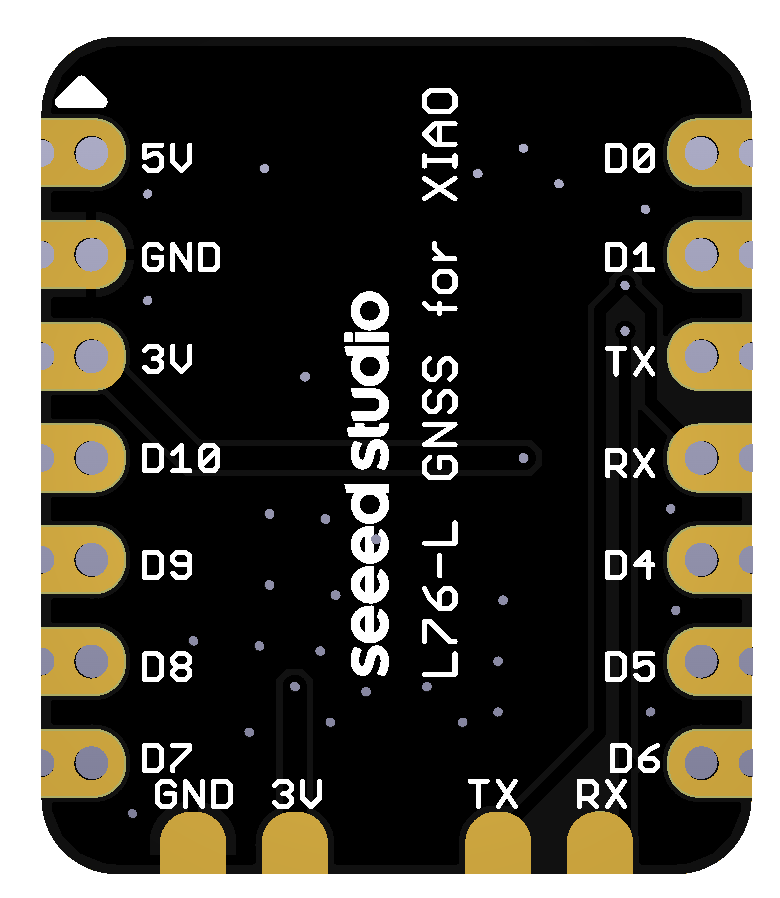 5V
GND
3V
D10
D9
D8
D7
D0
D1
TX
RX
D4
D5
D6
seeed studio
L76-L GNSS for XIAO
GND 3V TX RX